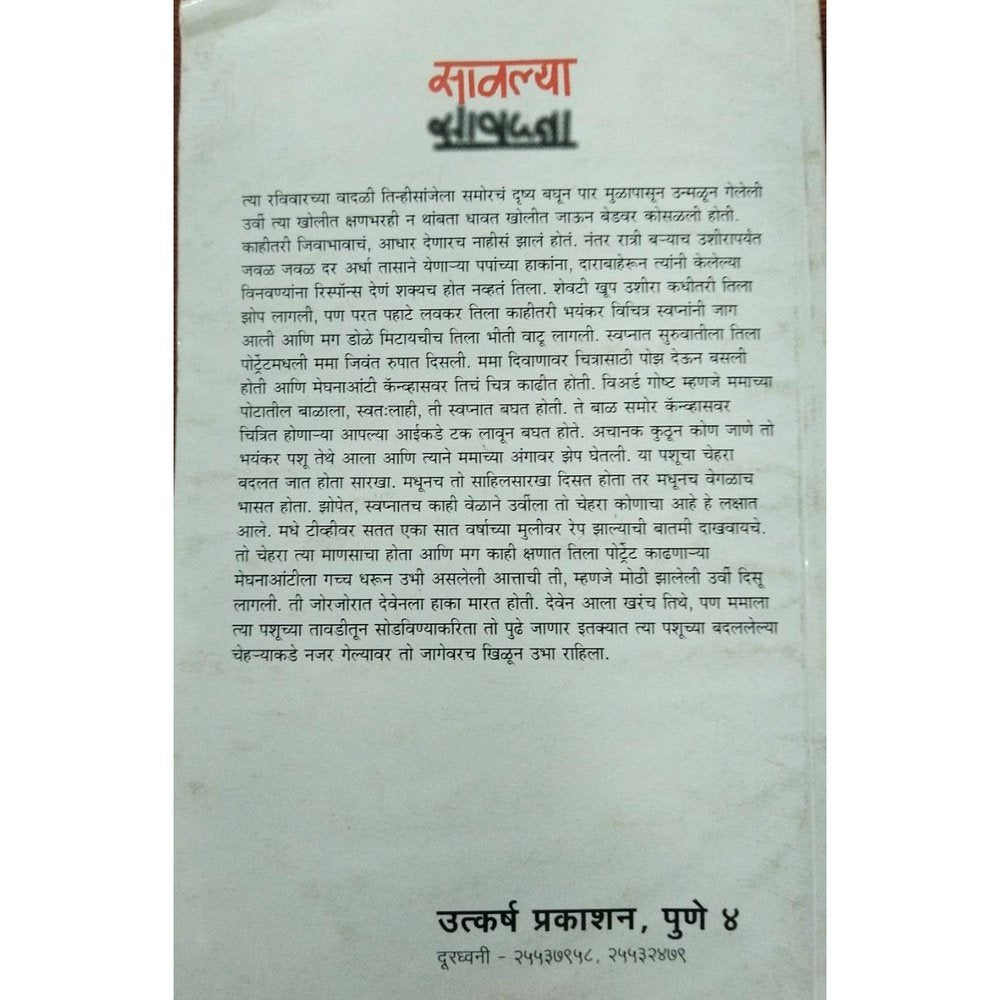 सावल्या
त्या रविवारच्या वादळी तिन्हीसांजेला समोरचं दृष्य बघून पार मुळापासून उन्मळून गेलेली
उर्वी त्या खोलीत क्षणभरही न थांबता धावत खोलीत जाऊन बेडवर कोसळली होती.
काहीतरी जिवाभावाचं, आधार देणारच नाहीसं झालं होतं. नंतर रात्री बऱ्याच उशीरापर्यंत
जवळ जवळ दर अर्धा तासाने येणाऱ्या पपांच्या हाकांना, दाराबाहेरून त्यांनी केलेल्या
विनवण्यांना रिस्पॉन्स देणं शक्यच होत नव्हतं तिला. शेवटी खूप उशीरा कधीतरी तिला
झोप लागली, पण परत पहाटे लवकर तिला काहीतरी भयंकर विचित्र स्वप्नांनी जाग
आली आणि मग डोळे मिटायचीच तिला भीती वाटू लागली. स्वप्नात सुरुवातीला तिला
पोर्ट्रेटमधली ममा जिवंत रुपात दिसली. ममा दिवाणावर चित्रासाठी पोझ देऊन बसली
होती आणि मेघनाआंटी कॅन्व्हासवर तिचं चित्र काढीत होती. विअर्ड गोष्ट म्हणजे ममाच्या
पोटातील बाळाला, स्वतःलाही, ती स्वप्नात बघत होती. ते बाळ समोर कॅन्व्हासवर
चित्रित होणाऱ्या आपल्या आईकडे टक लावून बघत होते. अचानक कुठून कोण जाणे तो
भयंकर पशू तेथे आला आणि त्याने ममाच्या अंगावर झेप घेतली. या पशूचा चेहरा
बदलत जात होता सारखा. मधूनच तो साहिलसारखा दिसत होता तर मधूनच वेगळाच
भासत होता. झोपेत, स्वप्नातच काही वेळाने उर्वीला तो चेहरा कोणाचा आहे हे लक्षात
आले. मधे टीव्हीवर सतत एका सात वर्षाच्या मुलीवर रेप झाल्याची बातमी दाखवायचे.
तो चेहरा त्या माणसाचा होता आणि मग काही क्षणात तिला पोर्ट्रेट काढणाऱ्या
मेघनाआंटीला गच्च धरून उभी असलेली आत्ताची ती, म्हणजे मोठी झालेली उर्वी दिसू
लागली. ती जोरजोरात देवेनला हाका मारत होती. देवेन आला खरंच तिथे, पण ममाला
त्या पशूच्या तावडीतून सोडविण्याकरिता तो पुढे जाणार इतक्यात त्या पशूच्या बदललेल्या
चेहऱ्याकडे नजर गेल्यावर तो जागेवरच खिळून उभा राहिला.
उत्कर्ष प्रकाशन, पुणे ४
दूरध्वनी - २५५३७९५८, २५५३२४७९